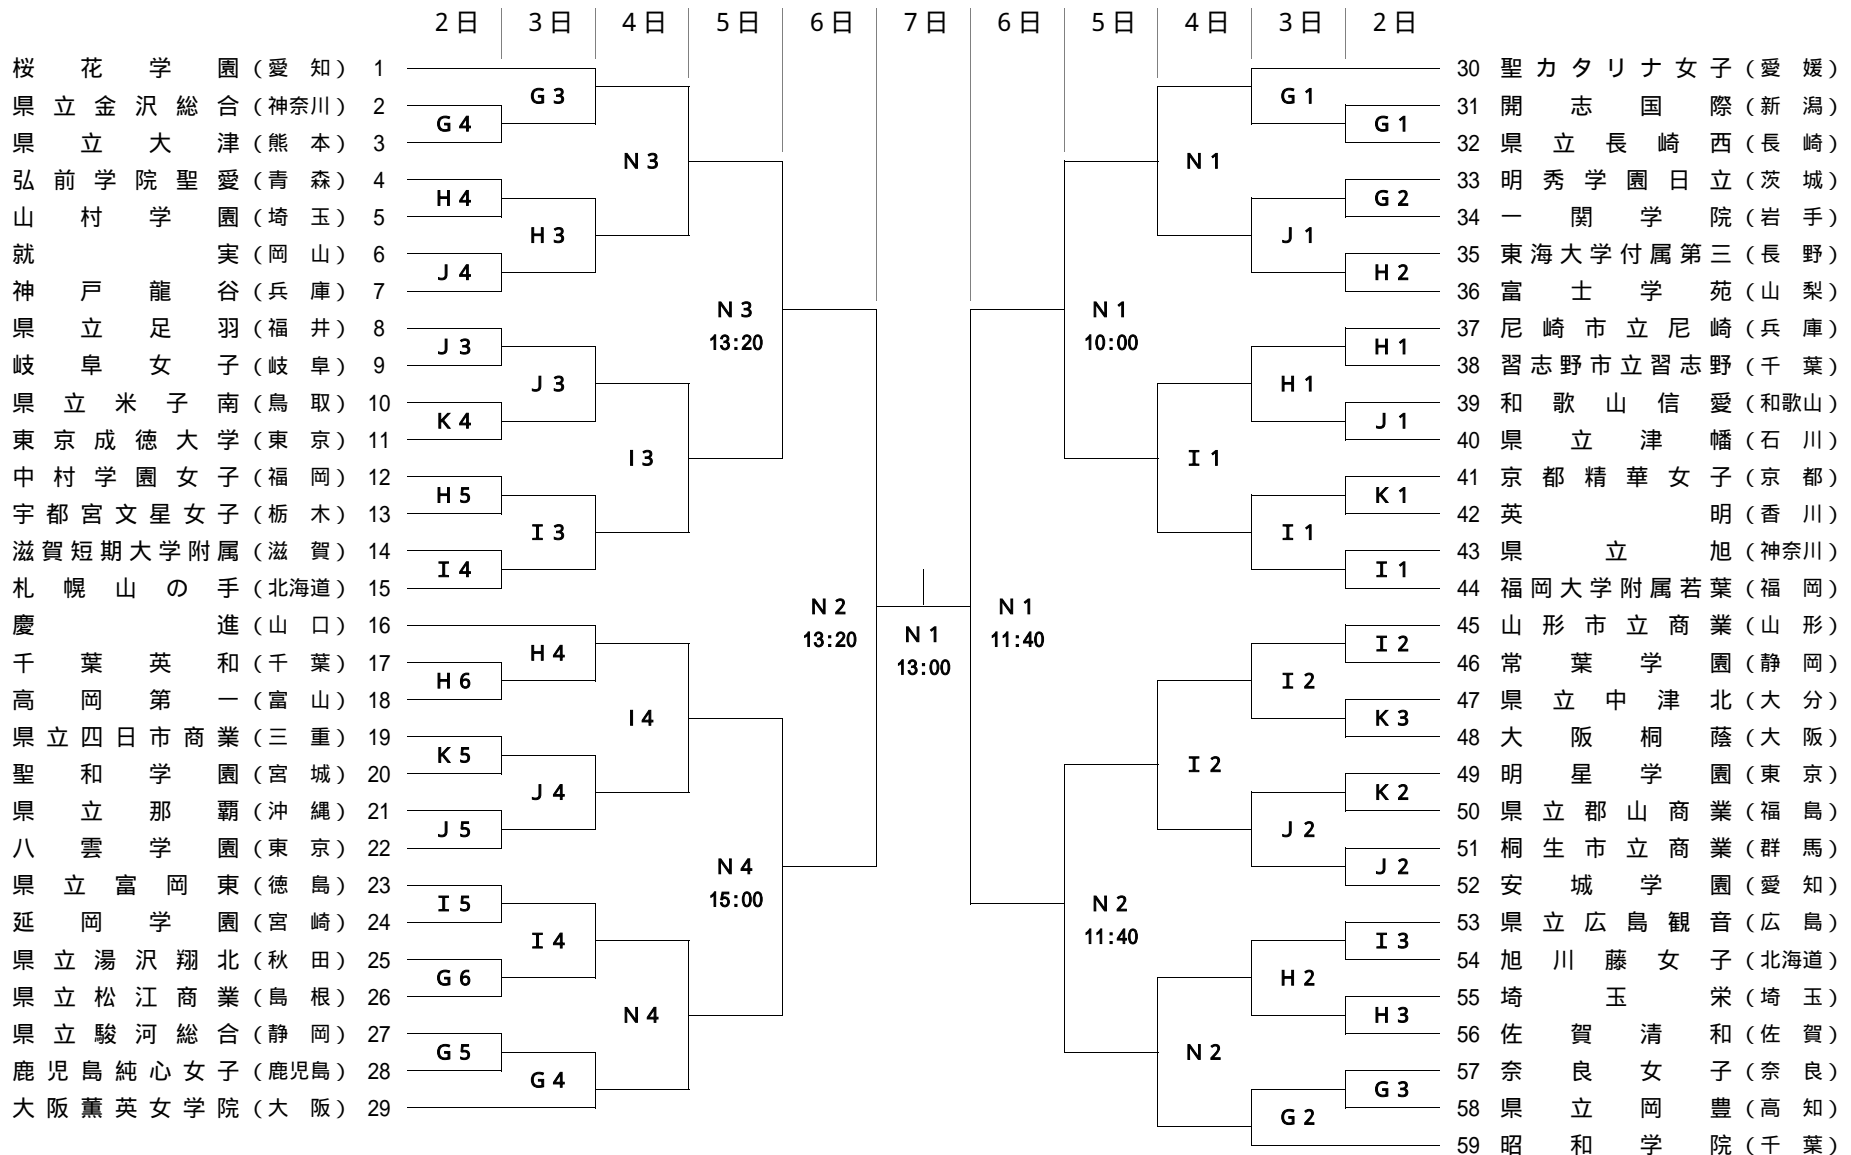 2日 3日 4日 5日 6日 7日 6日 5日 4日 3日 2日
桜花学園(愛知) 1
県立金沢総合(神奈川) 2
県立大津(熊本) 3
弘前学院聖愛(青森) 4
山村学園(埼玉) 5
就実(岡山) 6
神戸龍谷(兵庫) 7
県立足羽(福井) 8
岐阜女子(岐阜) 9
県立米子南(鳥取) 10
東京成徳大学(東京) 11
中村学園女子(福岡) 12
宇都宮文星女子(栃木) 13
滋賀短期大学附属(滋賀) 14
札幌山の手(北海道) 15
慶進(山口) 16
千葉英和(千葉) 17
高岡第一(富山) 18
県立四日市商業(三重) 19
聖和学園(宮城) 20
県立那覇(沖縄) 21
八雲学園(東京) 22
県立富岡東(徳島) 23
延岡学園(宮崎) 24
県立湯沢翔北(秋田) 25
県立松江商業(島根) 26
県立駿河総合(静岡) 27
鹿児島純心女子(鹿児島) 28
大阪薫英女学院(大阪) 29
G4
H4
J4
J3
K4
H5
I4
H6
K5
J5
I5
G6
G5
G3
H3
J3
I3
H4
J4
I4
G4
N3
I3
I4
N4
N3
13:20
N4
15:00
N2
13:20
N1
13:00
N1
11:40
N1
10:00
N2
11:40
N1
I1
I2
N2
G1
J1
H1
I1
I2
J2
H2
G2
G1
G2
H2
H1
J1
K1
I1
I2
K3
K2
J2
I3
H3
G3
30 聖カタリナ女子(愛媛)
31 開志国際(新潟)
32 県立長崎西(長崎)
33 明秀学園日立(茨城)
34 一関学院(岩手)
35 東海大学付属第三(長野)
36 富士学苑(山梨)
37 尼崎市立尼崎(兵庫)
38 習志野市立習志野(千葉)
39 和歌山信愛(和歌山)
40 県立津幡(石川)
41 京都精華女子(京都)
42 英明(香川)
43 県立旭(神奈川)
44 福岡大学附属若葉(福岡)
45 山形市立商業(山形)
46 常葉学園(静岡)
47 県立中津北(大分)
48 大阪桐蔭(大阪)
49 明星学園(東京)
50 県立郡山商業(福島)
51 桐生市立商業(群馬)
52 安城学園(愛知)
53 県立広島観音(広島)
54 旭川藤女子(北海道)
55 埼玉栄(埼玉)
56 佐賀清和(佐賀)
57 奈良女子(奈良)
58 県立岡豊(高知)
59 昭和学院(千葉)